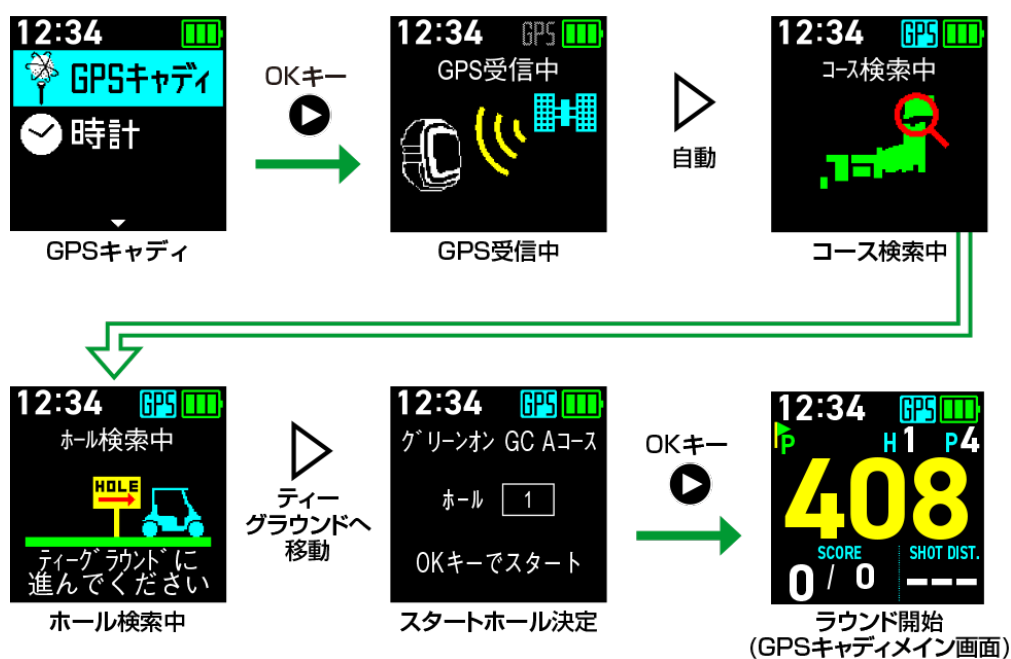 12:34
GPSキャディ
時計
GPSキャディ
OKキー
12:34 GPS
GPS受信中
GPS受信中
自動
12:34 GPS
コース検索中
コース検索中
12:34 GPS
ホール検索中
HOLE
ティーグラウンドに
進んでください
ホール検索中
ティー
グラウンドへ
移動
12:34 GPS
グリーンオン GC Aコース
ホール 1
OKキーでスタート
スタートホール決定
OKキー
12:34 GPS
P H1 P4
408
SCORE SHOT DIST.
0 / 0 ---
ラウンド開始
(GPSキャディメイン画面)